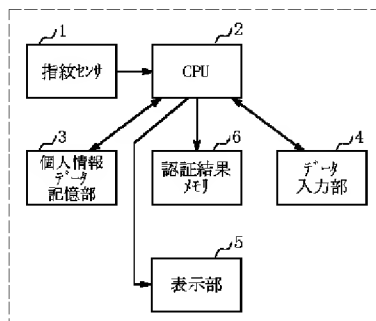 1
指紋センサ
2
CPU
3
個人情報
データ
記憶部
6
認証結果
メモリ
4
データ
入力部
5
表示部